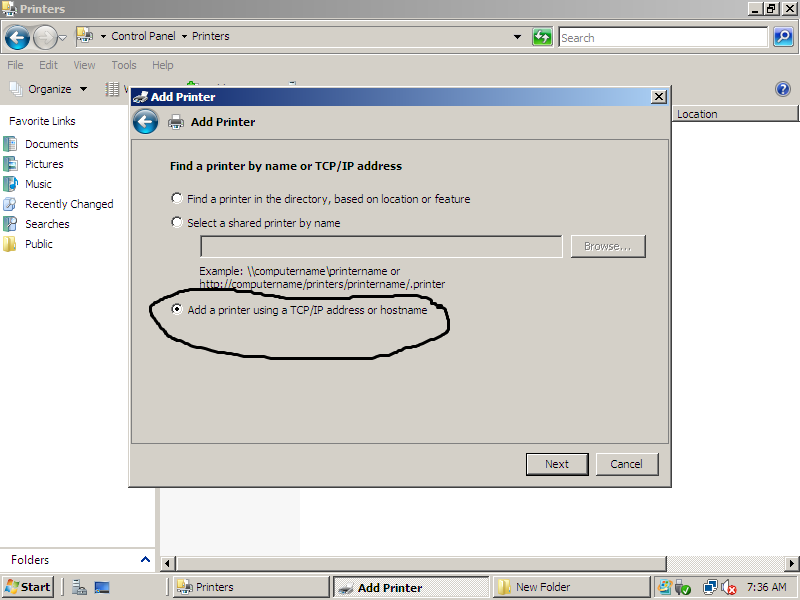 Printers
Control Panel Printers
Search
File Edit View Tools Help
Organize
Add Printer
Location
Add Printer
Favorite Links
Documents
Pictures
Music
Recently Changed
Searches
Public
Find a printer by name or TCP/IP address
Find a printer in the directory, based on location or feature
Select a shared printer by name
Browse...
Example: \\computername\printername or
http://computername/printers/printername/.printer
Add a printer using a TCP/IP address or hostname
Next Cancel
Folders
Start Printers Add Printer New Folder 7:36 AM